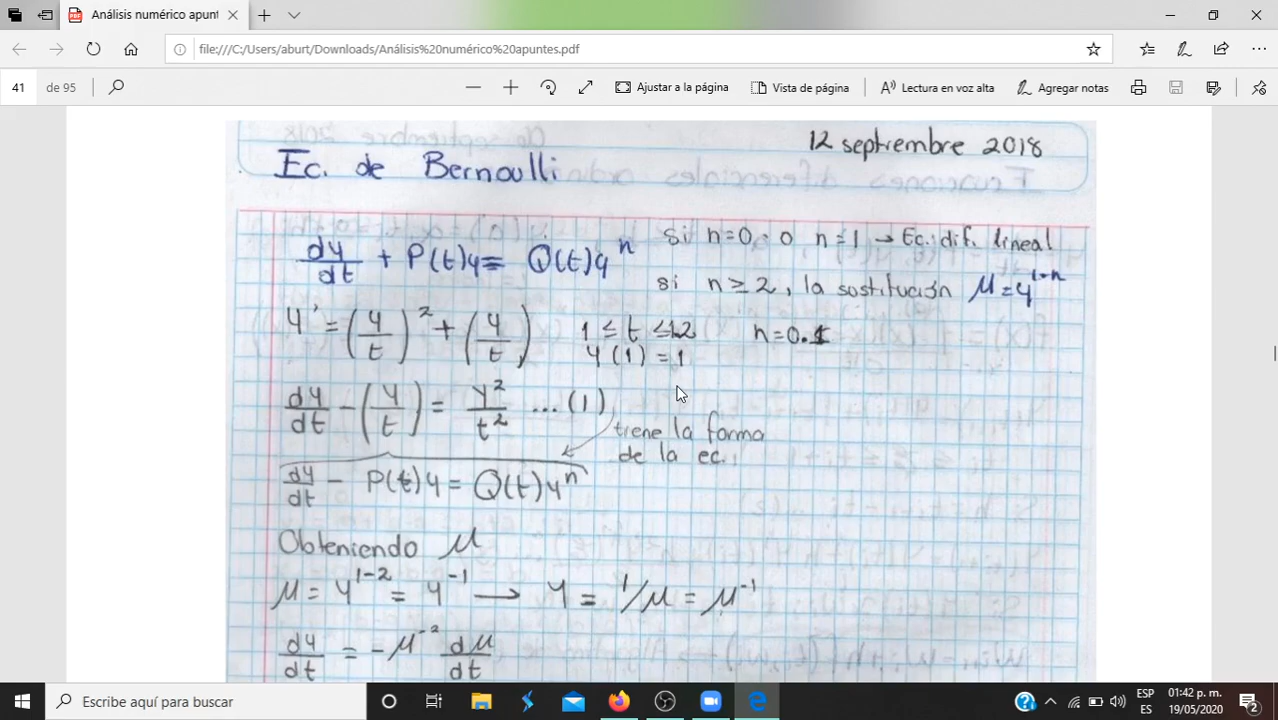 Análisis numérico apunt
file:///C:/Users/aburt/Downloads/Análisis%20numérico%20apuntes.pdf
41 de 95
Ajustar a la página
Vista de página
Lectura en voz alta
Agregar notas
12 septiembre 2018
Ec. de Bernoulli
dy/dt + P(t)y = Q(t)y^n
si n=0 o n=1 → Ec. dif. lineal
si n ≥ 2, la sostitución μ = y^1-n
y' = (y/t)^2 + (y/t)
1 ≤ t ≤ 1.2
h=0.1
y(1) = 1
dy/dt - (y/t) = y^2/t^2 ... (1)
tiene la forma
de la ec.
dy/dt - P(t)y = Q(t)y^n
Obteniendo μ
μ = y^1-2 = y^-1 → y = 1/μ = μ^-1
dy/dt = -μ^-2 dμ/dt
Escribe aquí para buscar
ESP
ES
01:42 p. m.
19/05/2020
2